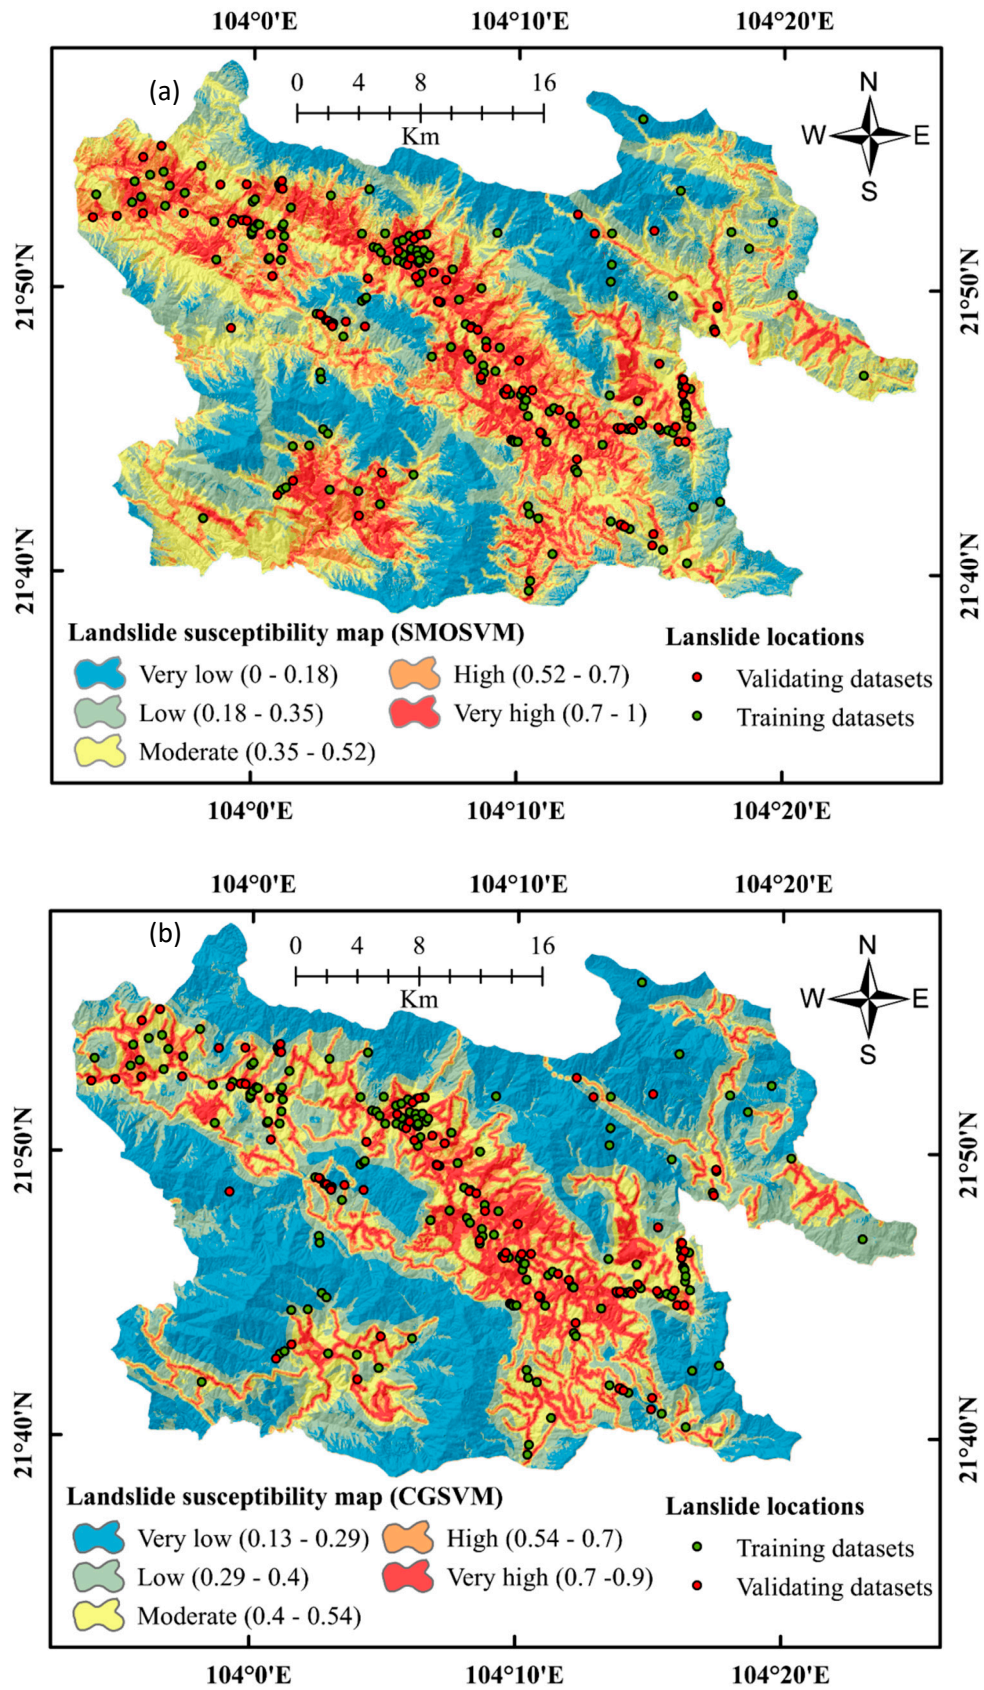 104°0'E 104°10'E 104°20'E
(a)
0 4 8 16
Km
N
W E
S
21°50'N 21°50'N
21°40'N 21°40'N
Landslide susceptibility map (SMOSVM) Lanslide locations
Very low (0 - 0.18) High (0.52 - 0.7) Validating datasets
Low (0.18 - 0.35) Very high (0.7 - 1) Training datasets
Moderate (0.35 - 0.52)
104°0'E 104°10'E 104°20'E
104°0'E 104°10'E 104°20'E
(b)
0 4 8 16
Km
N
W E
S
21°50'N 21°50'N
21°40'N 21°40'N
Landslide susceptibility map (CGSVM) Lanslide locations
Very low (0.13 - 0.29) High (0.54 - 0.7) Training datasets
Low (0.29 - 0.4) Very high (0.7 -0.9) Validating datasets
Moderate (0.4 - 0.54)
104°0'E 104°10'E 104°20'E